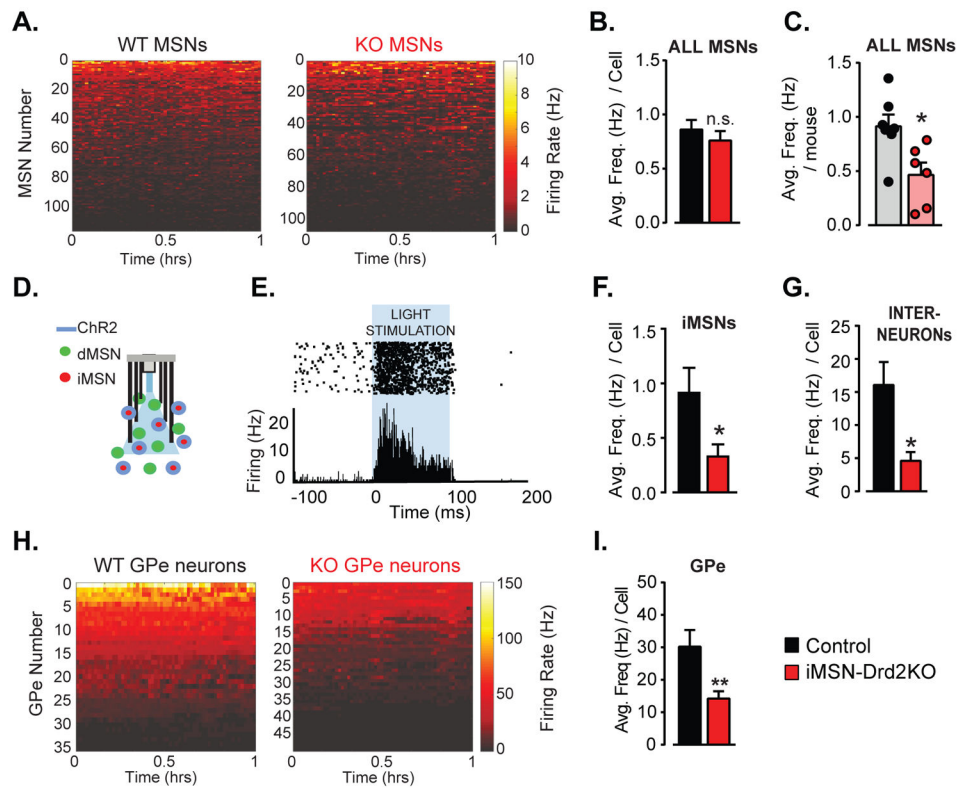 A.
WT MSNs
KO MSNs
MSN Number
0
20
40
60
80
100
0
0.5
1
Time (hrs)
0
20
40
60
80
100
0
0.5
1
Time (hrs)
10
8
6
4
2
0
Firing Rate (Hz)
B.
ALL MSNs
Avg. Freq. (Hz) / Cell
1.5
1.0
0.5
0.0
n.s.
C.
ALL MSNs
Avg. Freq. (Hz)
/ mouse
1.5
1.0
0.5
1.0
*
D.
ChR2
dMSN
iMSN
E.
LIGHT
STIMULATION
Firing (Hz)
20
10
0
-100
0
100
200
Time (ms)
F.
iMSNs
Avg. Freq. (Hz) / Cell
1.5
1.0
0.5
0.0
*
G.
INTER-
NEURONs
Avg. Freq. (Hz) / Cell
25
20
15
10
5
0
*
H.
WT GPe neurons
KO GPe neurons
GPe Number
0
5
10
15
20
25
30
35
0
0.5
1
Time (hrs)
0
5
10
15
20
25
30
35
40
45
0
0.5
1
Time (hrs)
150
100
50
0
Firing Rate (Hz)
I.
GPe
Avg. Freq (Hz) / Cell
50
40
30
20
10
0
**
Control
iMSN-Drd2KO